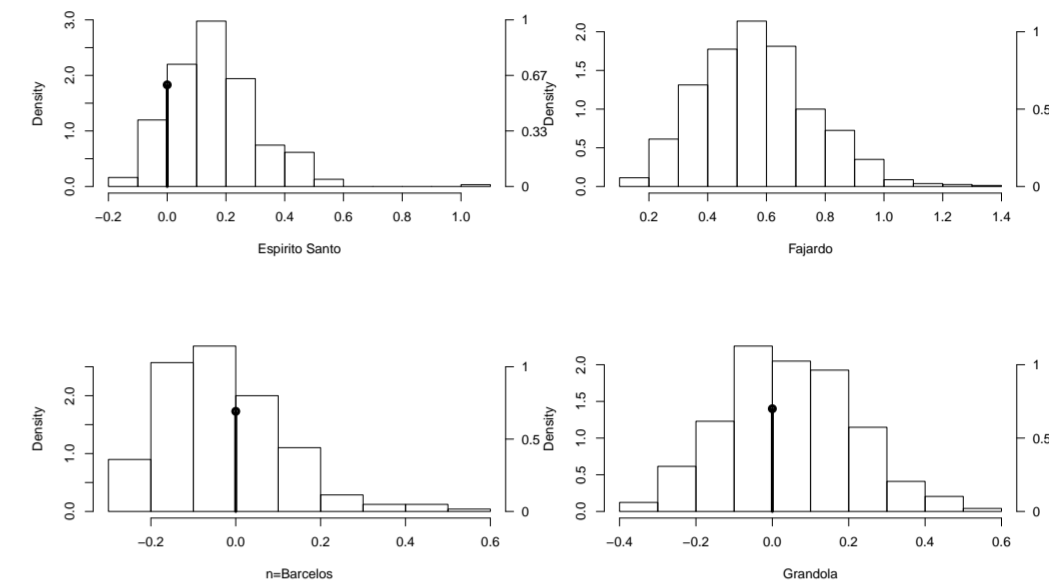 Density
0.0 1.0 2.0 3.0
0 0.33 0.67 1
−0.2 0.0 0.2 0.4 0.6 0.8 1.0
Espirito Santo
Density
0.0 0.5 1.0 1.5 2.0
0 0.5 1
0.2 0.4 0.6 0.8 1.0 1.2 1.4
Fajardo
Density
0.0 1.0 2.0
0 0.5 1
−0.2 0.0 0.2 0.4 0.6
n=Barcelos
Density
0.0 0.5 1.0 1.5 2.0
0 0.5 1
−0.4 −0.2 0.0 0.2 0.4 0.6
Grandola